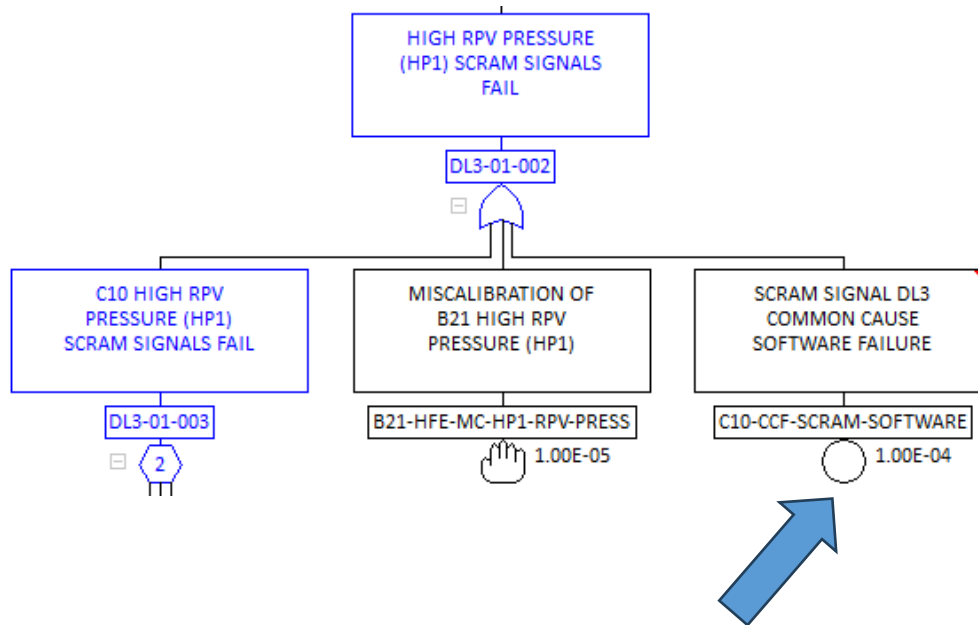 HIGH RPV PRESSURE
(HP1) SCRAM SIGNALS
FAIL
DL3-01-002
C10 HIGH RPV
PRESSURE (HP1)
SCRAM SIGNALS FAIL
DL3-01-003
2
MISCALIBRATION OF
B21 HIGH RPV
PRESSURE (HP1)
B21-HFE-MC-HP1-RPV-PRESS
1.00E-05
SCRAM SIGNAL DL3
COMMON CAUSE
SOFTWARE FAILURE
C10-CCF-SCRAM-SOFTWARE
1.00E-04